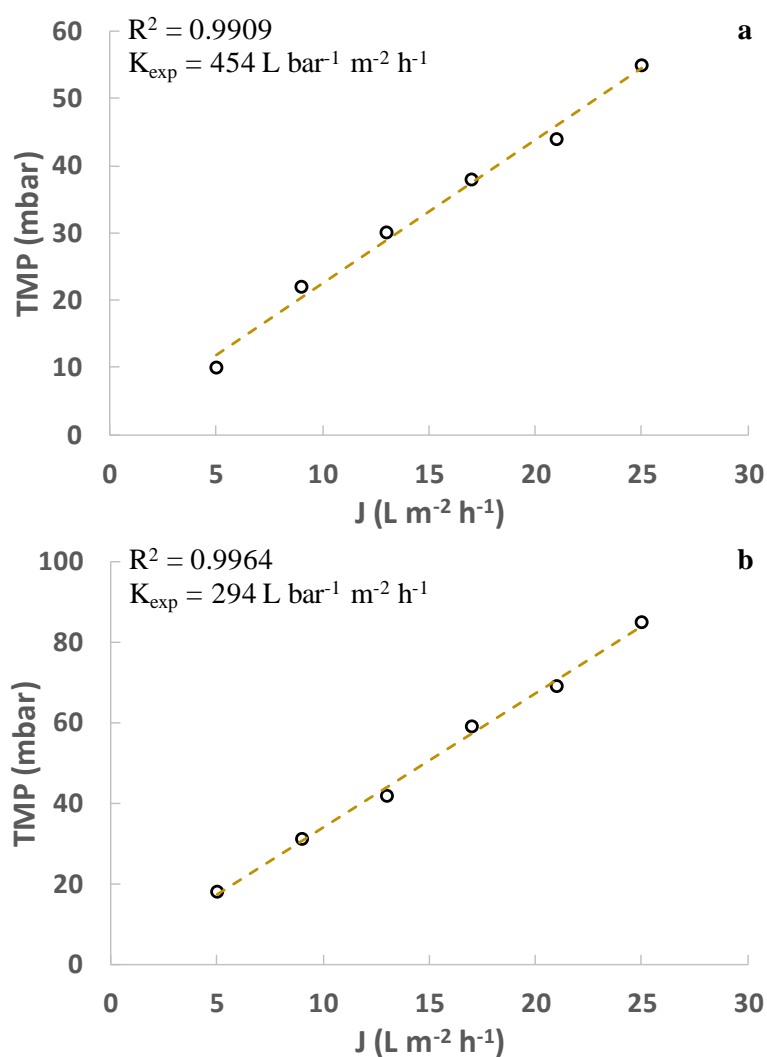 R² = 0.9909
a
K_exp = 454 L bar⁻¹ m⁻² h⁻¹
TMP (mbar)
60
50
40
30
20
10
0
0 5 10 15 20 25 30
J (L m⁻² h⁻¹)
R² = 0.9964
b
K_exp = 294 L bar⁻¹ m⁻² h⁻¹
TMP (mbar)
100
80
60
40
20
0
0 5 10 15 20 25 30
J (L m⁻² h⁻¹)